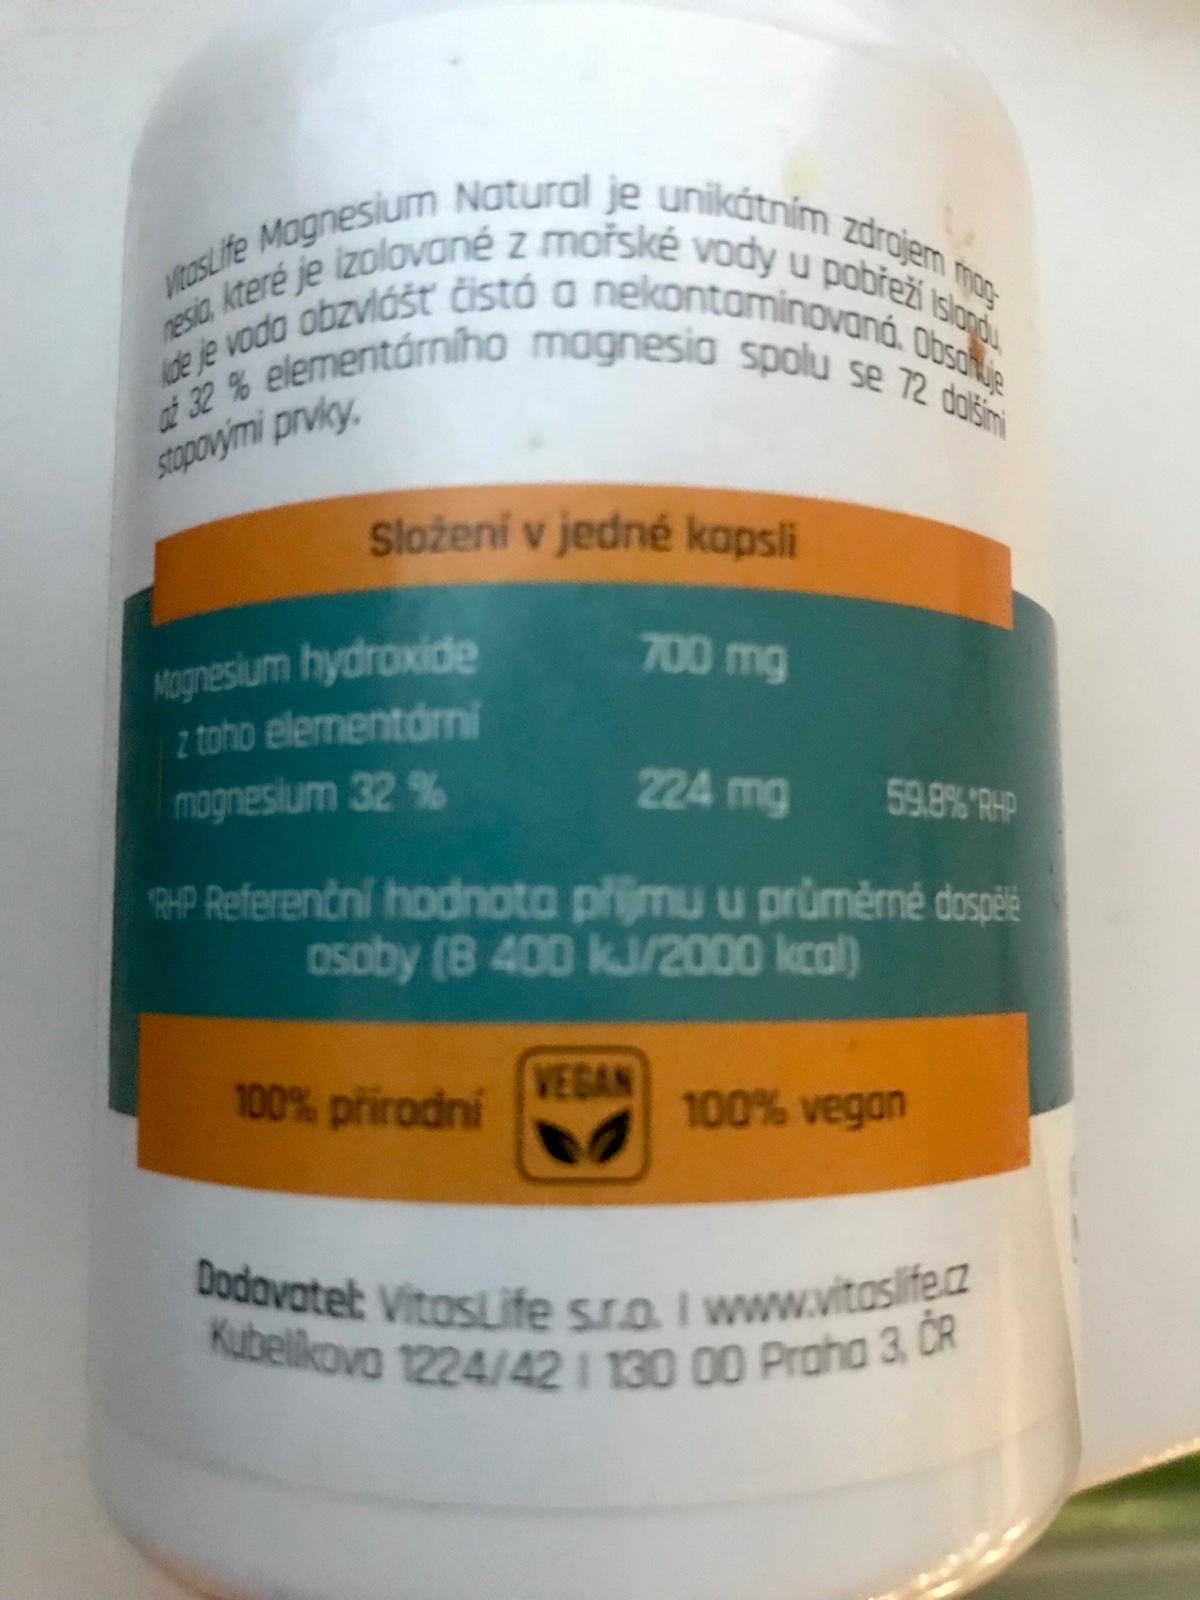 VitasLife Magnesium Natural je unikátním zdrojem mag-
nesia, které je izolované z mořské vody u pobřeží Islandu,
kde je voda obzvlášť čistá a nekontaminovaná. Obsahuje
až 32 % elementárního magnesia spolu se 72 dalšími
stopovými prvky.
Složení v jedné kapsli
Magnesium hydroxide 700 mg
z toho elementární
magnesium 32 % 224 mg 59,8%*RHP
*RHP Referenční hodnota příjmu u průměrné dospělé
osoby (8 400 kJ/2000 kcal)
100% přírodní VEGAN 100% vegan
Dodavatel: VitasLife s.r.o. | www.vitaslife.cz
Kubelíkova 1224/42 | 130 00 Praha 3, ČR